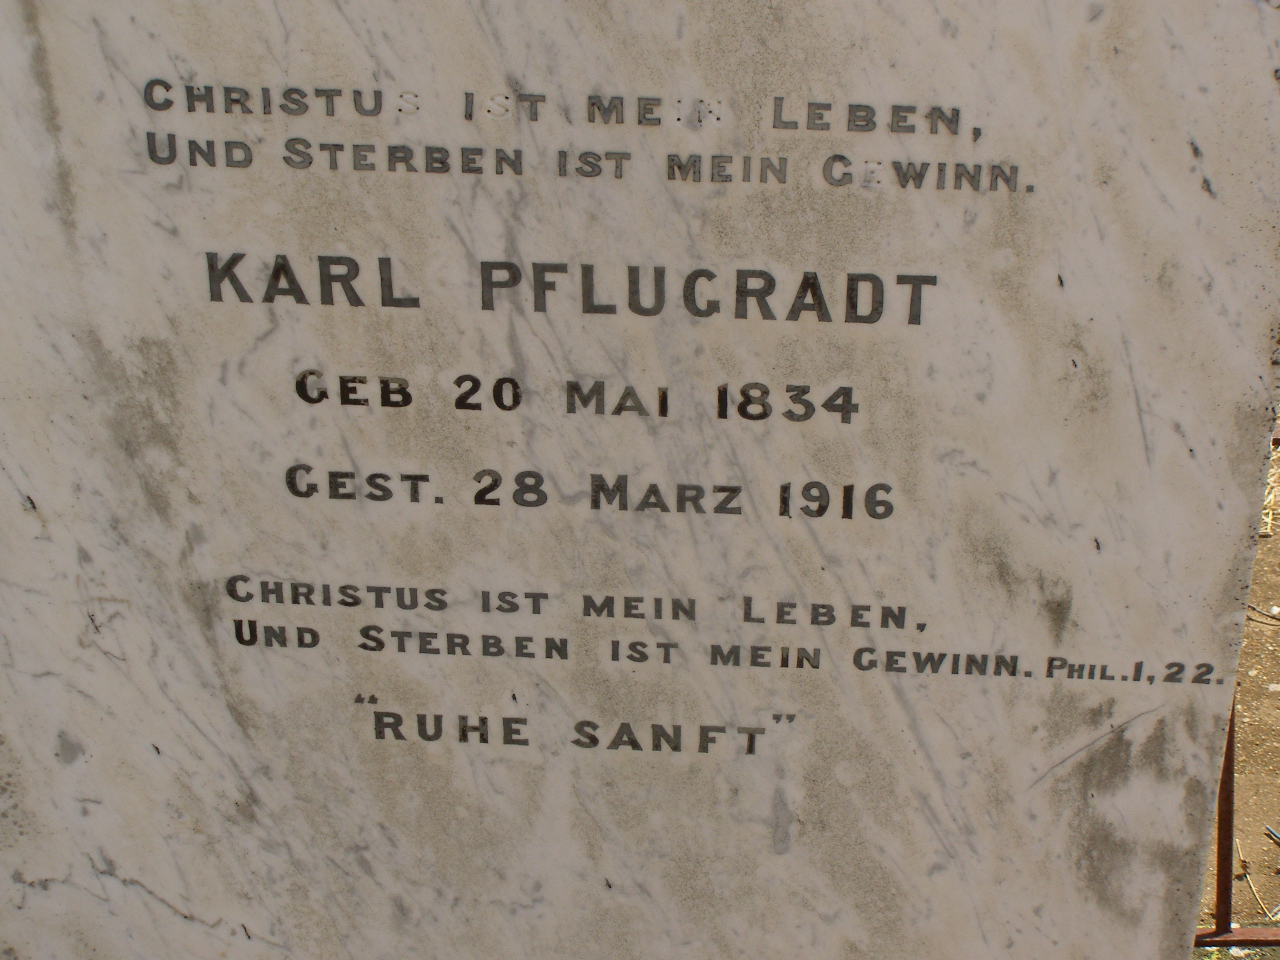 CHRISTUS IST MEIN LEBEN,
UND STERBEN IST MEIN GEWINN.
KARL PFLUGRADT
GEB 20 MAI 1834
GEST. 28 MARZ 1916
CHRISTUS IST MEIN LEBEN,
UND STERBEN IST MEIN GEWINN. PHIL.1,22.
“RUHE SANFT”